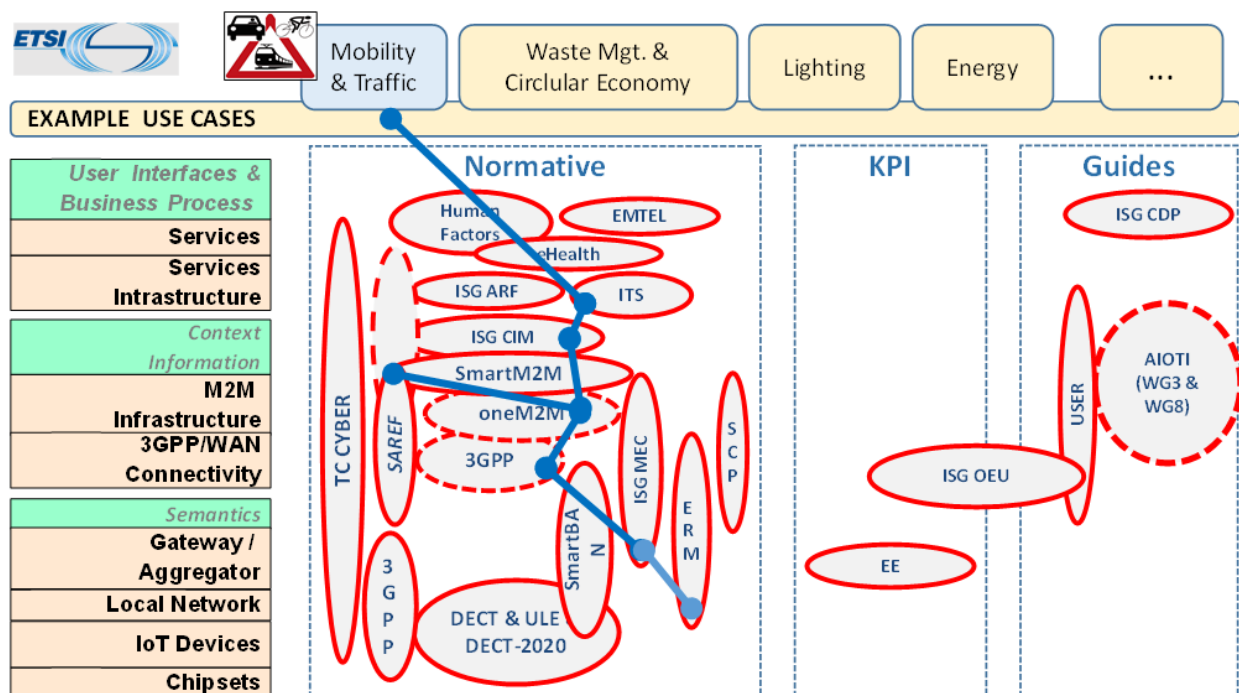 ETSI
Mobility
& Traffic
Waste Mgt. &
Circlular Economy
Lighting
Energy
...
EXAMPLE USE CASES
User Interfaces &
Business Process
Services
Services
Intrastructure
Context
Information
M2M
Infrastructure
3GPP/WAN
Connectivity
Semantics
Gateway /
Aggregator
Local Network
IoT Devices
Chipsets
Normative
Human
Factors
EMTEL
eHealth
ISG ARF
ITS
ISG CIM
SmartM2M
oneM2M
3GPP
TC CYBER
SAREF
3
G
P
P
DECT & ULE
DECT-2020
SmartBA
N
ISG MEC
E
R
M
S
C
P
KPI
ISG OEU
EE
Guides
ISG CDP
USER
AIOTI
(WG3 &
WG8)